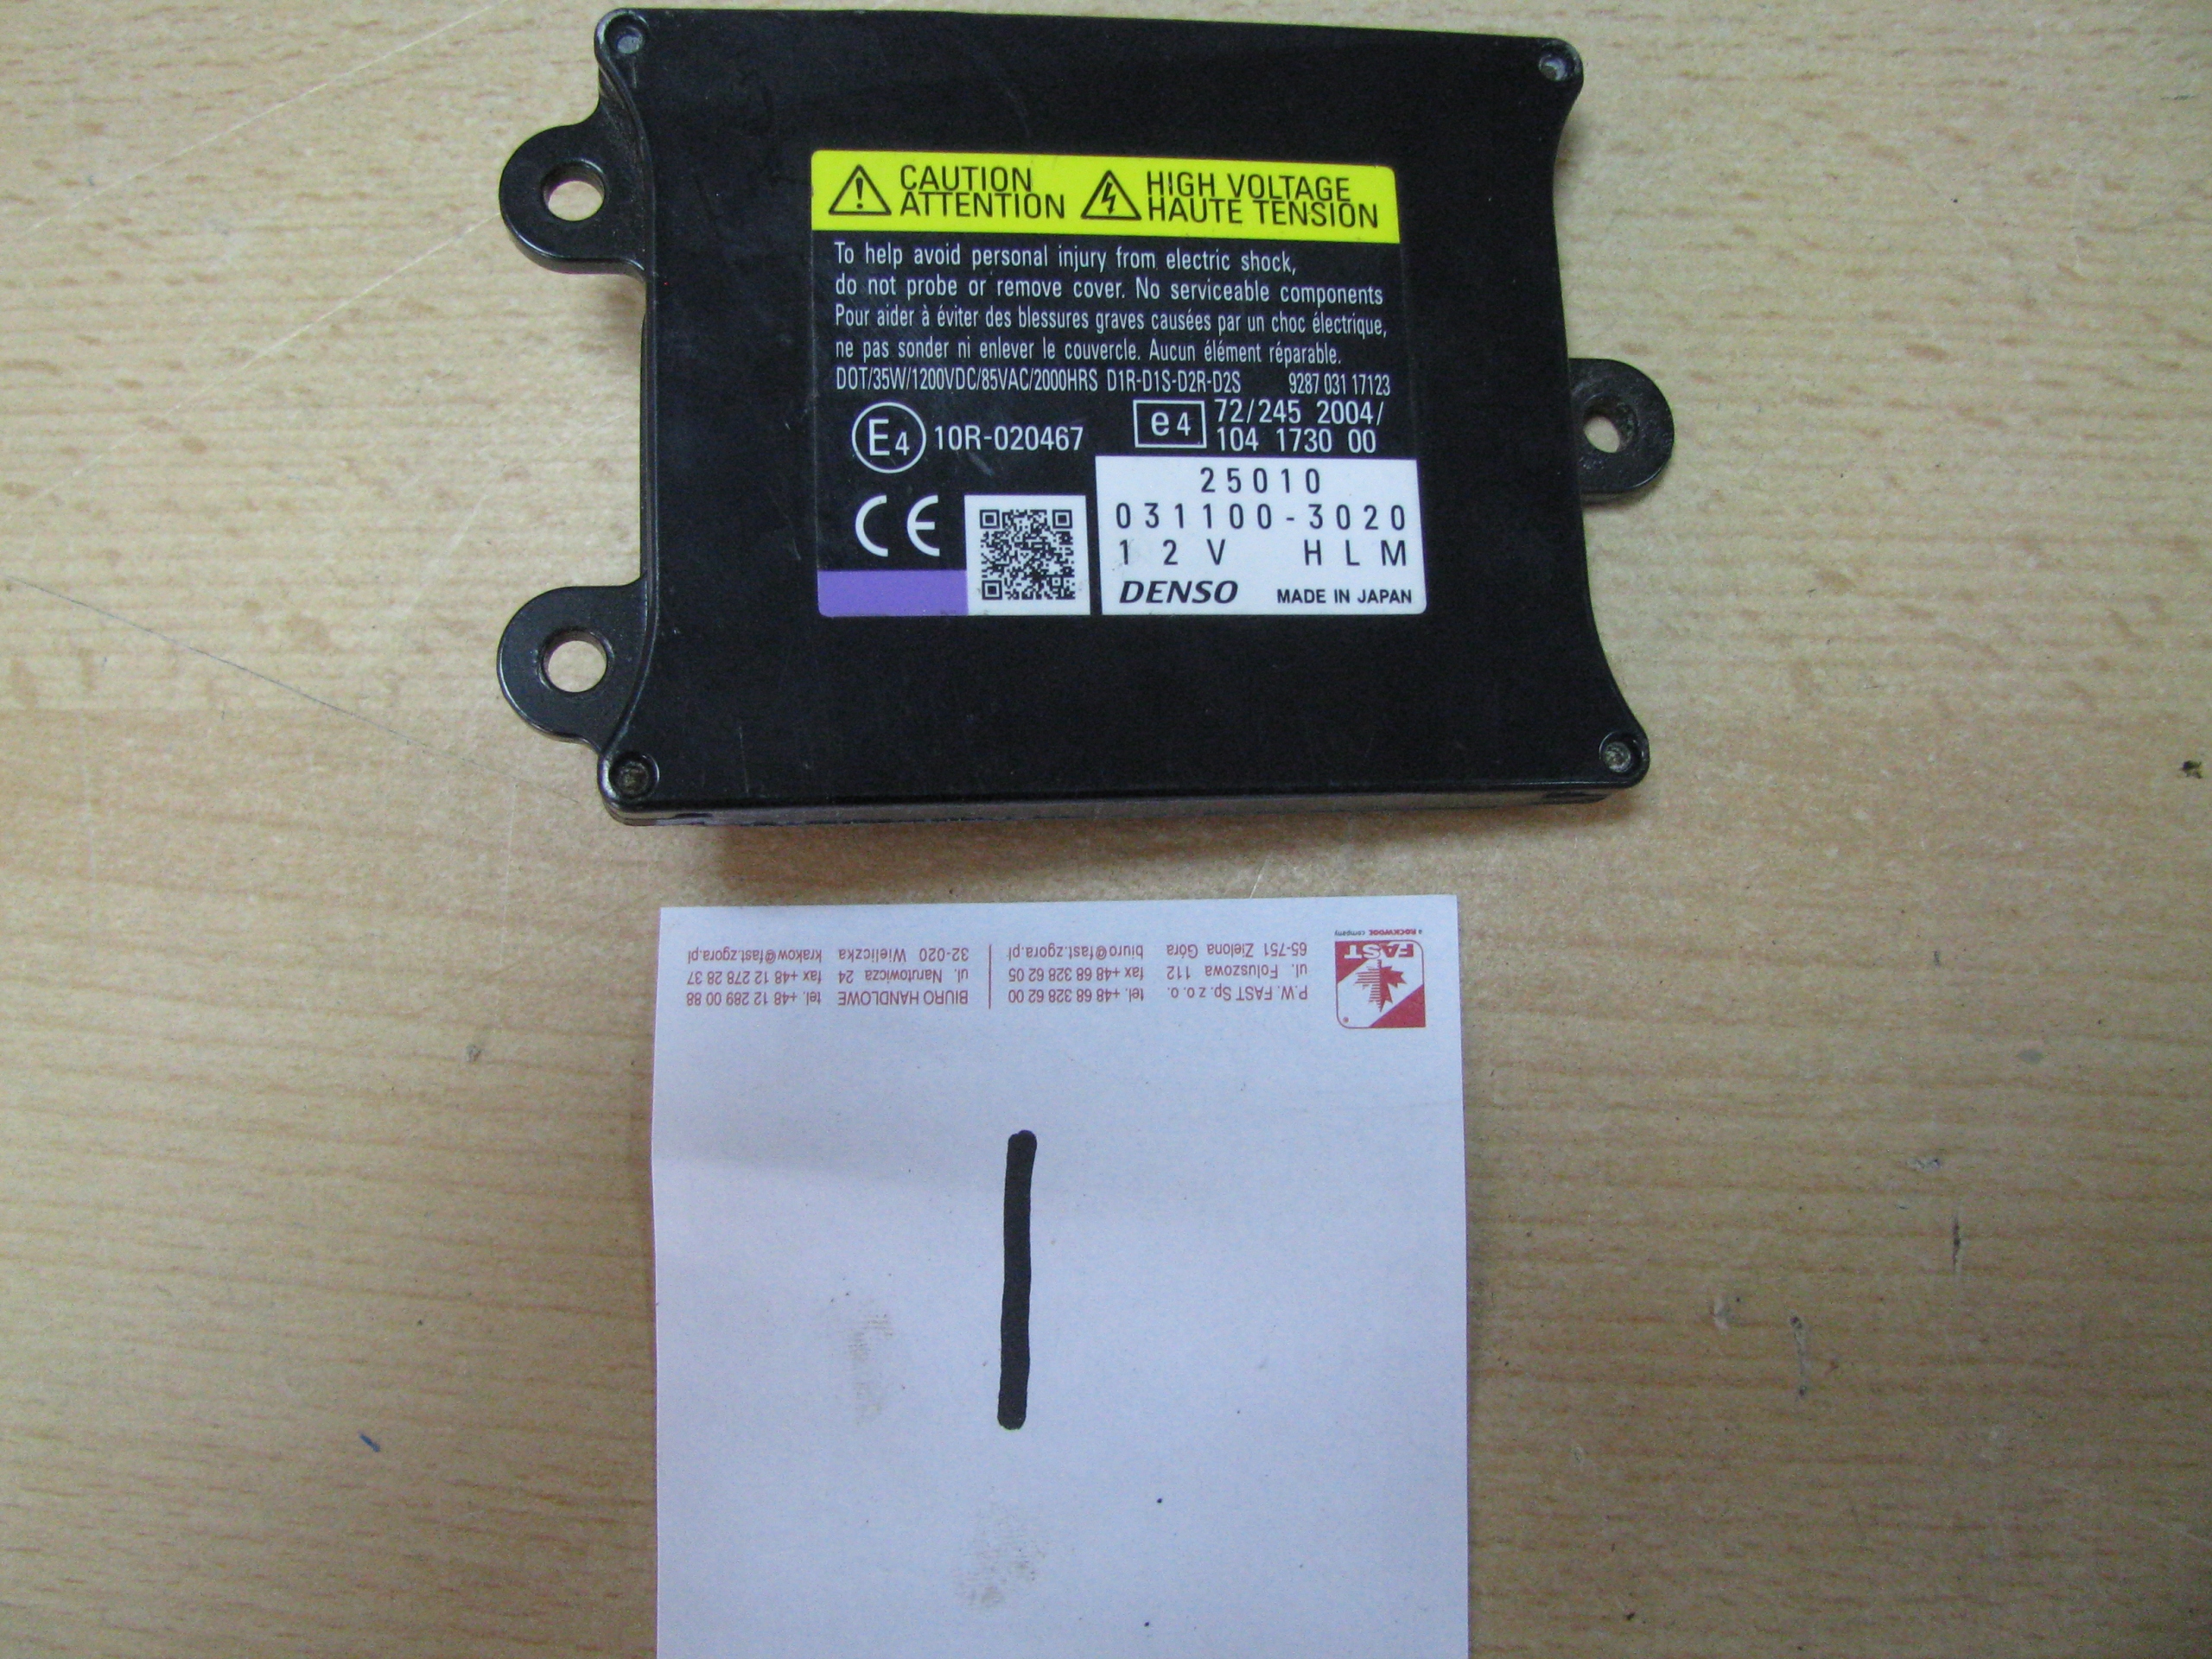 CAUTION
ATTENTION
HIGH VOLTAGE
HAUTE TENSION
To help avoid personal injury from electric shock,
do not probe or remove cover. No serviceable components
Pour aider à éviter des blessures graves causées par un choc électrique,
ne pas sonder ni enlever le couvercle. Aucun élément réparable.
DOT/35W/1200VDC/85VAC/2000HRS D1R-D1S-D2R-D2S 9287 031 17123
E4 10R-020467
e4 72/245 2004/
104 1730 00
CE
25010
031100-3020
12V HLM
DENSO MADE IN JAPAN
FAST
a ROCKWOOL company
P.W. FAST Sp. z o. o. tel. +48 68 328 62 00
ul. Foluszowa 112 fax +48 68 328 62 05
65-751 Zielona Góra biuro@fast.zgora.pl
BIURO HANDLOWE tel. +48 12 289 00 88
ul. Narutowicza 24 fax +48 12 278 28 37
32-020 Wieliczka krakow@fast.zgora.pl
1